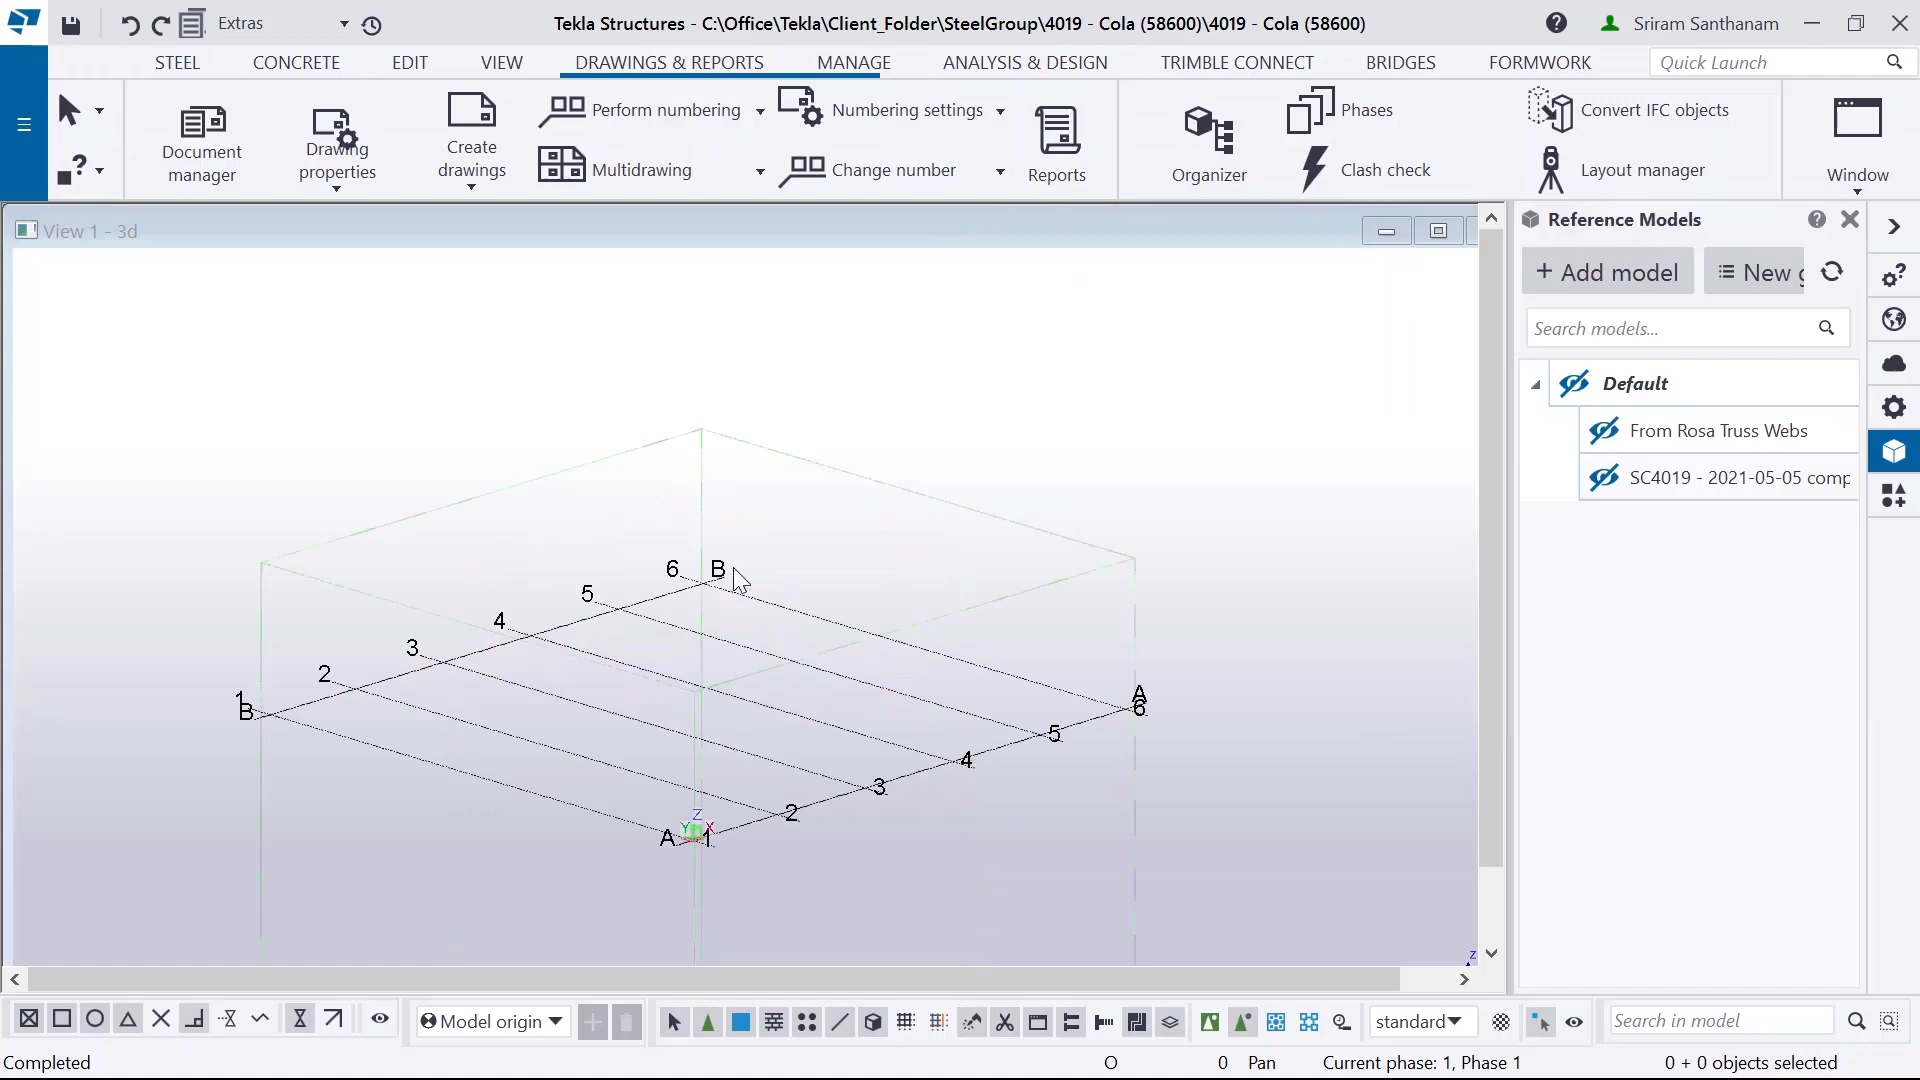 Extras
Tekla Structures - C:\Office\Tekla\Client_Folder\SteelGroup\4019 - Cola (58600)\4019 - Cola (58600)
Sriram Santhanam
STEEL CONCRETE EDIT VIEW DRAWINGS & REPORTS MANAGE ANALYSIS & DESIGN TRIMBLE CONNECT BRIDGES FORMWORK Quick Launch
Document manager
Drawing properties
Create drawings
Perform numbering
Multidrawing
Numbering settings
Change number
Reports
Organizer
Phases
Clash check
Convert IFC objects
Layout manager
Window
View 1 - 3d
Reference Models
+ Add model
New g
Search models...
Default
From Rosa Truss Webs
SC4019 - 2021-05-05 comp
6 B
5
4
3
2
1
B
A
6
5
4
3
2
A 1
Z
Y X
z
Model origin
standard
Search in model
Completed
O 0 Pan Current phase: 1, Phase 1 0 + 0 objects selected